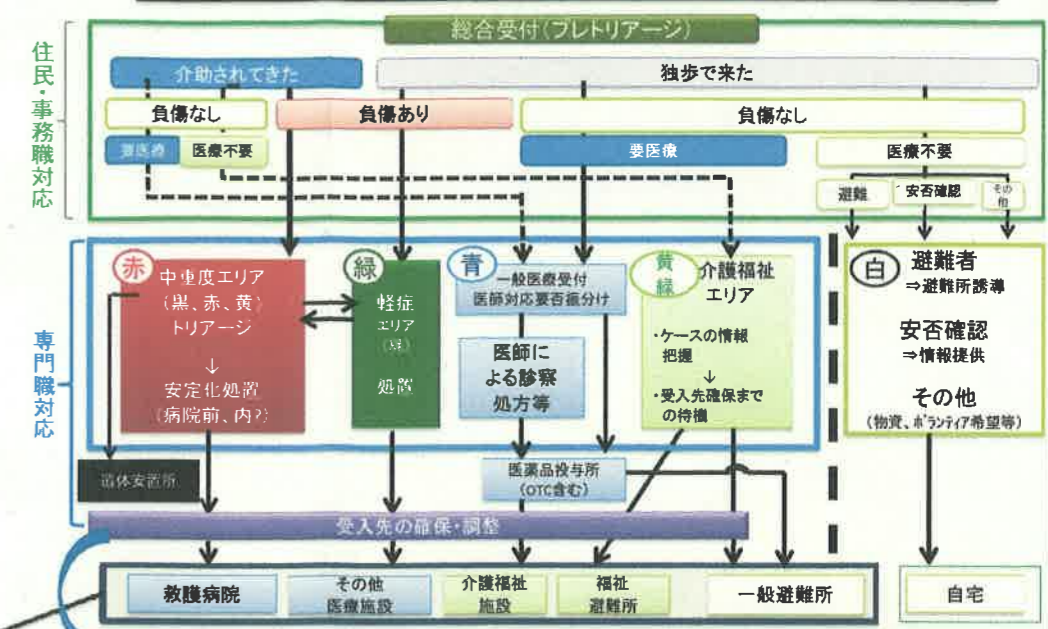 総合受付(プレトリアージ)
住民・事務職対応
介助されてきた
独歩で来た
負傷なし
負傷あり
負傷なし
要医療
医療不要
要医療
医療不要
避難
安否確認
その
他
専門職対応
赤
中重度エリア
(黒、赤、黄)
トリアージ
↓
安定化処置
(病院前、内?)
緑
軽症
エリア
(緑)
処置
青
一般医療受付
医師対応要否振分け
医師に
よる診察
処方等
黄
緑
介護福祉
エリア
・ケースの情報
把握
↓
・受入先確保まで
の待機
白
避難者
⇒避難所誘導
安否確認
⇒情報提供
その他
(物資、ボランティア希望等)
遺体安置所
医薬品投与所
(OTC含む)
受入先の確保・調整
救護病院
その他
医療施設
介護福祉
施設
福祉
避難所
一般避難所
自宅